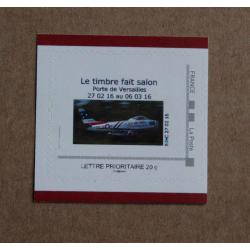 Le timbre fait salon
Porte de Versailles
27 02 16 au 06 03 16
FRANCE
La Poste
LETTRE PRIORITAIRE 20 g